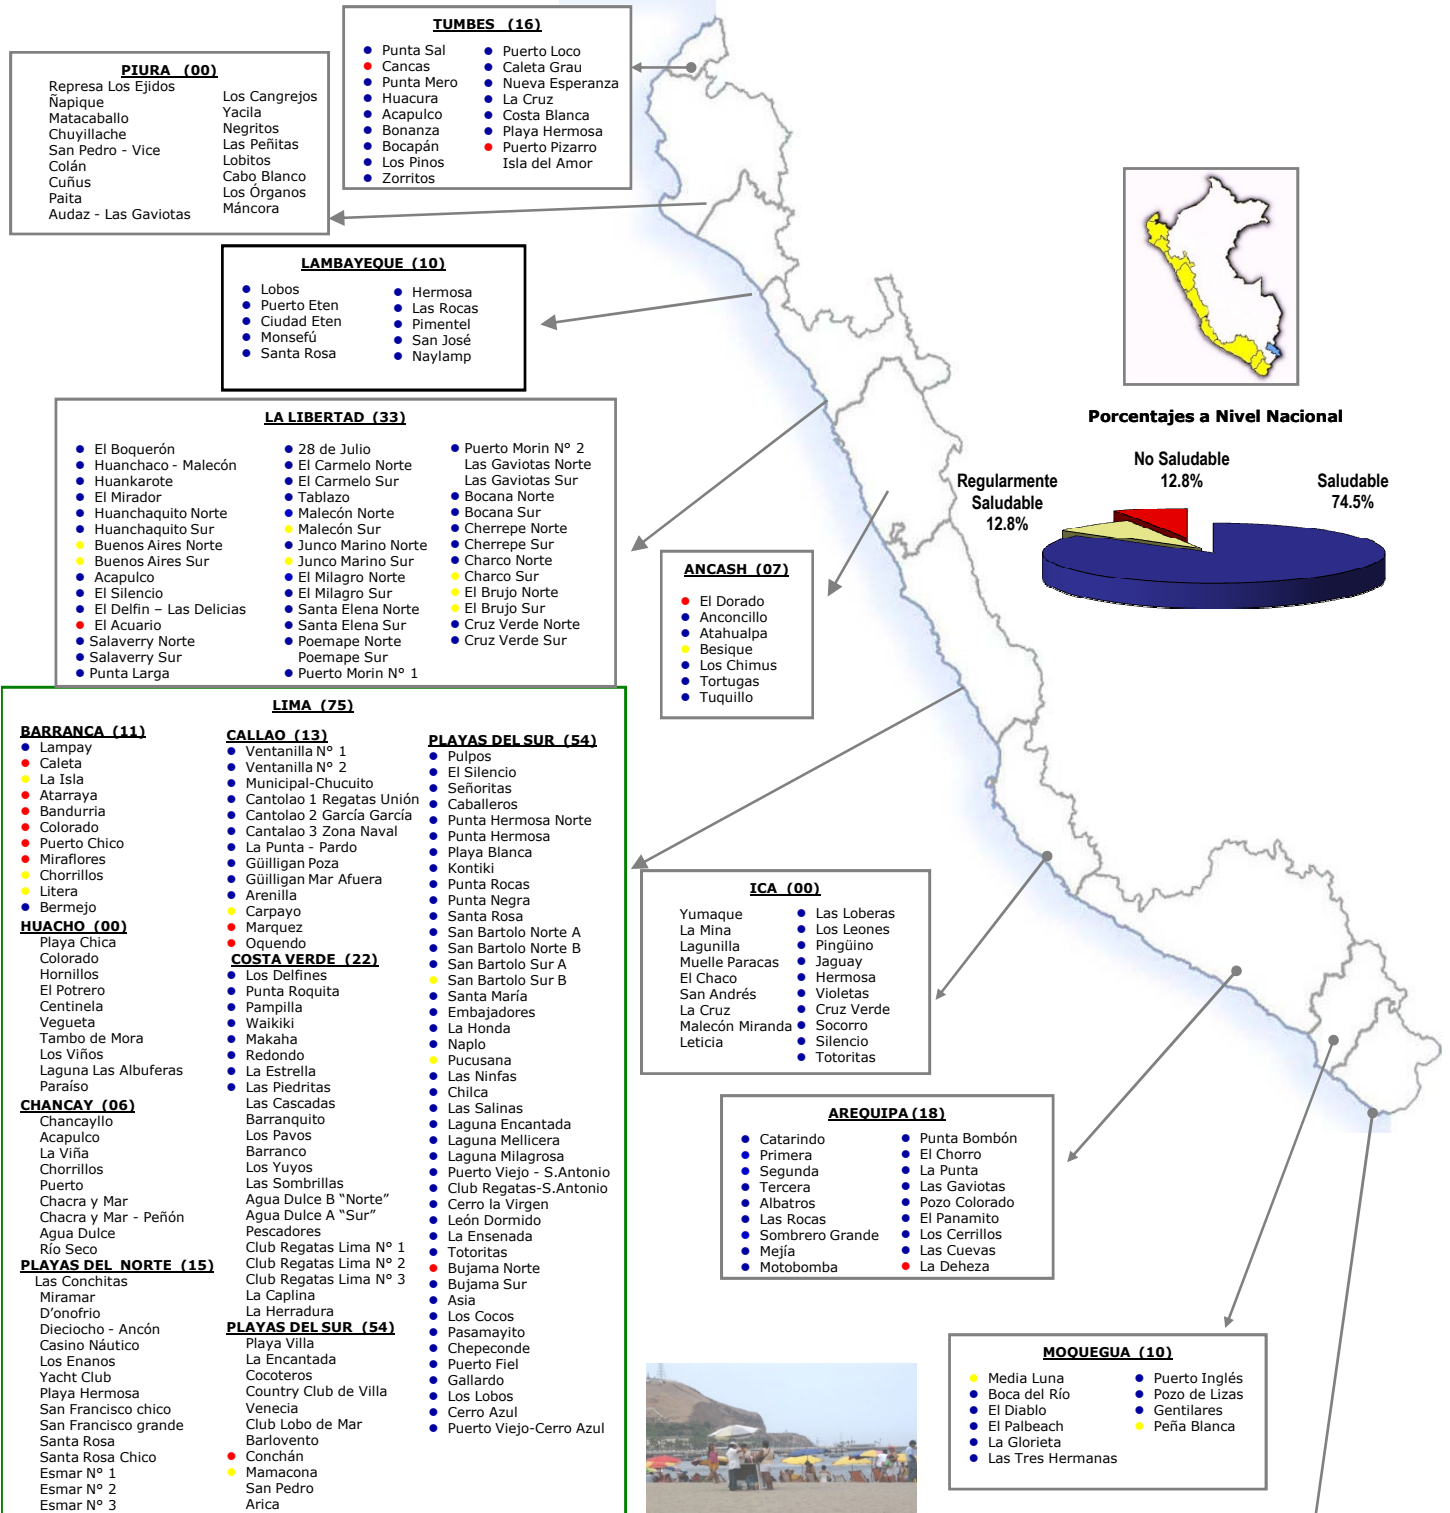 TUMBES (16)
Punta Sal
Cancas
Punta Mero
Huacura
Acapulco
Bonanza
Bocapán
Los Pinos
Zorritos
Puerto Loco
Caleta Grau
Nueva Esperanza
La Cruz
Costa Blanca
Playa Hermosa
Puerto Pizarro
Isla del Amor
PIURA (00)
Represa Los Ejidos
Ñapique
Matacaballo
Chuyillache
San Pedro - Vice
Colán
Cuñus
Paita
Audaz - Las Gaviotas
Los Cangrejos
Yacila
Negritos
Las Peñitas
Lobitos
Cabo Blanco
Los Órganos
Máncora
LAMBAYEQUE (10)
Lobos
Puerto Eten
Ciudad Eten
Monsefú
Santa Rosa
Hermosa
Las Rocas
Pimentel
San José
Naylamp
LA LIBERTAD (33)
El Boquerón
Huanchaco - Malecón
Huankarote
El Mirador
Huanchaquito Norte
Huanchaquito Sur
Buenos Aires Norte
Buenos Aires Sur
Acapulco
El Silencio
El Delfin – Las Delicias
El Acuario
Salaverry Norte
Salaverry Sur
Punta Larga
28 de Julio
El Carmelo Norte
El Carmelo Sur
Tablazo
Malecón Norte
Malecón Sur
Junco Marino Norte
Junco Marino Sur
El Milagro Norte
El Milagro Sur
Santa Elena Norte
Santa Elena Sur
Poemape Norte
Poemape Sur
Puerto Morin N° 1
Puerto Morin N° 2
Las Gaviotas Norte
Las Gaviotas Sur
Bocana Norte
Bocana Sur
Cherrepe Norte
Cherrepe Sur
Charco Norte
Charco Sur
El Brujo Norte
El Brujo Sur
Cruz Verde Norte
Cruz Verde Sur
Porcentajes a Nivel Nacional
No Saludable
12.8%
Regularmente
Saludable
12.8%
Saludable
74.5%
ANCASH (07)
El Dorado
Anconcillo
Atahualpa
Besique
Los Chimus
Tortugas
Tuquillo
LIMA (75)
BARRANCA (11)
Lampay
Caleta
La Isla
Atarraya
Bandurria
Colorado
Puerto Chico
Miraflores
Chorrillos
Litera
Bermejo
HUACHO (00)
Playa Chica
Colorado
Hornillos
El Potrero
Centinela
Vegueta
Tambo de Mora
Los Viños
Laguna Las Albuferas
Paraíso
CHANCAY (06)
Chancayllo
Acapulco
La Viña
Chorrillos
Puerto
Chacra y Mar
Chacra y Mar - Peñón
Agua Dulce
Río Seco
PLAYAS DEL NORTE (15)
Las Conchitas
Miramar
D'onofrio
Dieciocho - Ancón
Casino Náutico
Los Enanos
Yacht Club
Playa Hermosa
San Francisco chico
San Francisco grande
Santa Rosa
Santa Rosa Chico
Esmar N° 1
Esmar N° 2
Esmar N° 3
CALLAO (13)
Ventanilla N° 1
Ventanilla N° 2
Municipal-Chucuito
Cantolao 1 Regatas Unión
Cantolao 2 García García
Cantalao 3 Zona Naval
La Punta - Pardo
Güilligan Poza
Güilligan Mar Afuera
Arenilla
Carpayo
Marquez
Oquendo
COSTA VERDE (22)
Los Delfines
Punta Roquita
Pampilla
Waikiki
Makaha
Redondo
La Estrella
Las Piedritas
Las Cascadas
Barranquito
Los Pavos
Barranco
Los Yuyos
Las Sombrillas
Agua Dulce B “Norte”
Agua Dulce A “Sur”
Pescadores
Club Regatas Lima N° 1
Club Regatas Lima N° 2
Club Regatas Lima N° 3
La Caplina
La Herradura
PLAYAS DEL SUR (54)
Playa Villa
La Encantada
Cocoteros
Country Club de Villa
Venecia
Club Lobo de Mar
Barlovento
Conchán
Mamacona
San Pedro
Arica
PLAYAS DEL SUR (54)
Pulpos
El Silencio
Señoritas
Caballeros
Punta Hermosa Norte
Punta Hermosa
Playa Blanca
Kontiki
Punta Rocas
Punta Negra
Santa Rosa
San Bartolo Norte A
San Bartolo Norte B
San Bartolo Sur A
San Bartolo Sur B
Santa María
Embajadores
La Honda
Naplo
Pucusana
Las Ninfas
Chilca
Las Salinas
Laguna Encantada
Laguna Mellicera
Laguna Milagrosa
Puerto Viejo - S.Antonio
Club Regatas-S.Antonio
Cerro la Virgen
León Dormido
La Ensenada
Totoritas
Bujama Norte
Bujama Sur
Asia
Los Cocos
Pasamayito
Chepeconde
Puerto Fiel
Gallardo
Los Lobos
Cerro Azul
Puerto Viejo-Cerro Azul
ICA (00)
Yumaque
La Mina
Lagunilla
Muelle Paracas
El Chaco
San Andrés
La Cruz
Malecón Miranda
Leticia
Las Loberas
Los Leones
Pingüino
Jaguay
Hermosa
Violetas
Cruz Verde
Socorro
Silencio
Totoritas
AREQUIPA (18)
Catarindo
Primera
Segunda
Tercera
Albatros
Las Rocas
Sombrero Grande
Mejía
Motobomba
Punta Bombón
El Chorro
La Punta
Las Gaviotas
Pozo Colorado
El Panamito
Los Cerrillos
Las Cuevas
La Deheza
MOQUEGUA (10)
Media Luna
Boca del Río
El Diablo
El Palbeach
La Glorieta
Las Tres Hermanas
Puerto Inglés
Pozo de Lizas
Gentilares
Peña Blanca